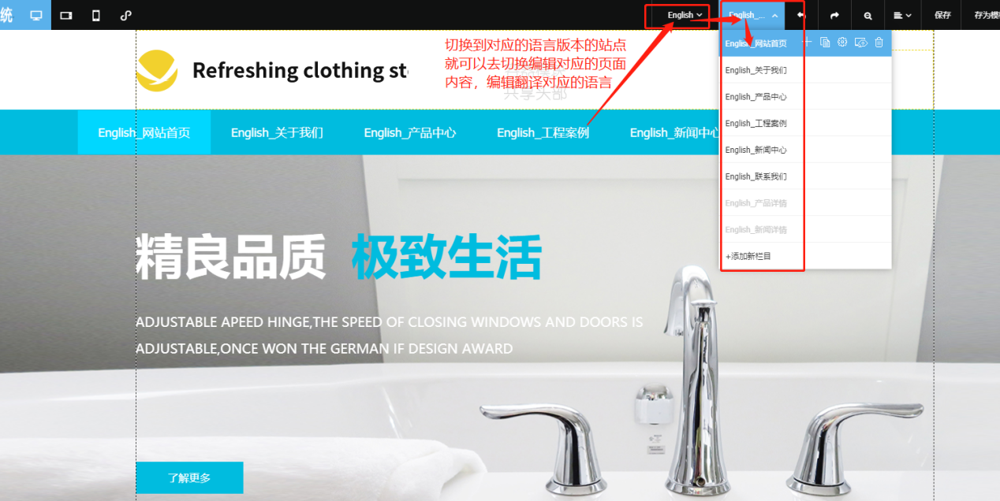 统
English
English_...
保存
存为模
切换到对应的语言版本的站点
就可以去切换编辑对应的页面
内容，编辑翻译对应的语言
共享头部
Refreshing clothing st
English_网站首页
English_关于我们
English_产品中心
English_工程案例
English_新闻中心
English_网站首页
English_关于我们
English_产品中心
English_工程案例
English_新闻中心
English_联系我们
English_产品详情
English_新闻详情
+添加新栏目
精良品质 极致生活
ADJUSTABLE APEED HINGE,THE SPEED OF CLOSING WINDOWS AND DOORS IS
ADJUSTABLE,ONCE WON THE GERMAN IF DESIGN AWARD
了解更多